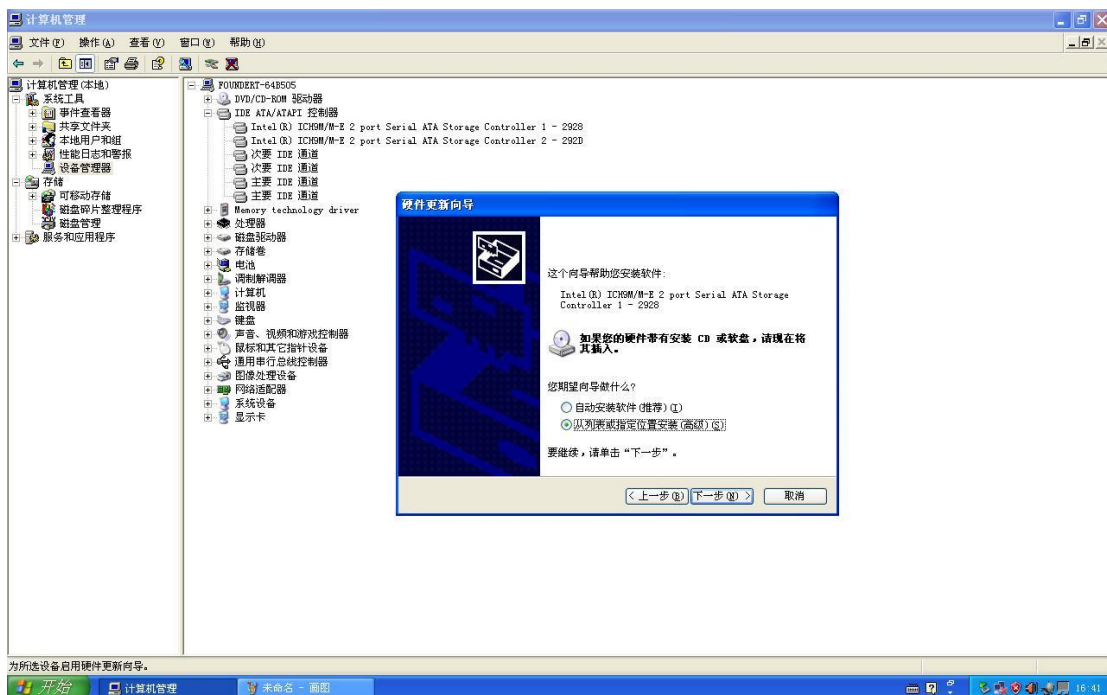 计算机管理
文件(F) 操作(A) 查看(V) 窗口(W) 帮助(H)
计算机管理(本地)
系统工具
事件查看器
共享文件夹
本地用户和组
性能日志和警报
设备管理器
存储
可移动存储
磁盘碎片整理程序
磁盘管理
服务和应用程序
FOUNDERT-64B505
DVD/CD-ROM 驱动器
IDE ATA/ATAPI 控制器
Intel(R) ICH9M/M-E 2 port Serial ATA Storage Controller 1 - 2928
Intel(R) ICH9M/M-E 2 port Serial ATA Storage Controller 2 - 292D
次要 IDE 通道
次要 IDE 通道
主要 IDE 通道
主要 IDE 通道
Memory technology driver
处理器
磁盘驱动器
存储卷
电池
调制解调器
计算机
监视器
键盘
声音、视频和游戏控制器
鼠标和其它指针设备
通用串行总线控制器
图像处理设备
网络适配器
系统设备
显示卡
硬件更新向导
这个向导帮助您安装软件:
Intel(R) ICH9M/M-E 2 port Serial ATA Storage
Controller 1 - 2928
如果您的硬件带有安装 CD 或软盘，请现在将
其插入。
您期望向导做什么?
自动安装软件(推荐)(I)
从列表或指定位置安装(高级)(S)
要继续，请单击“下一步”。
< 上一步(B) 下一步(N) > 取消
为所选设备启用硬件更新向导。
开始 计算机管理 未命名 - 画图 16:41